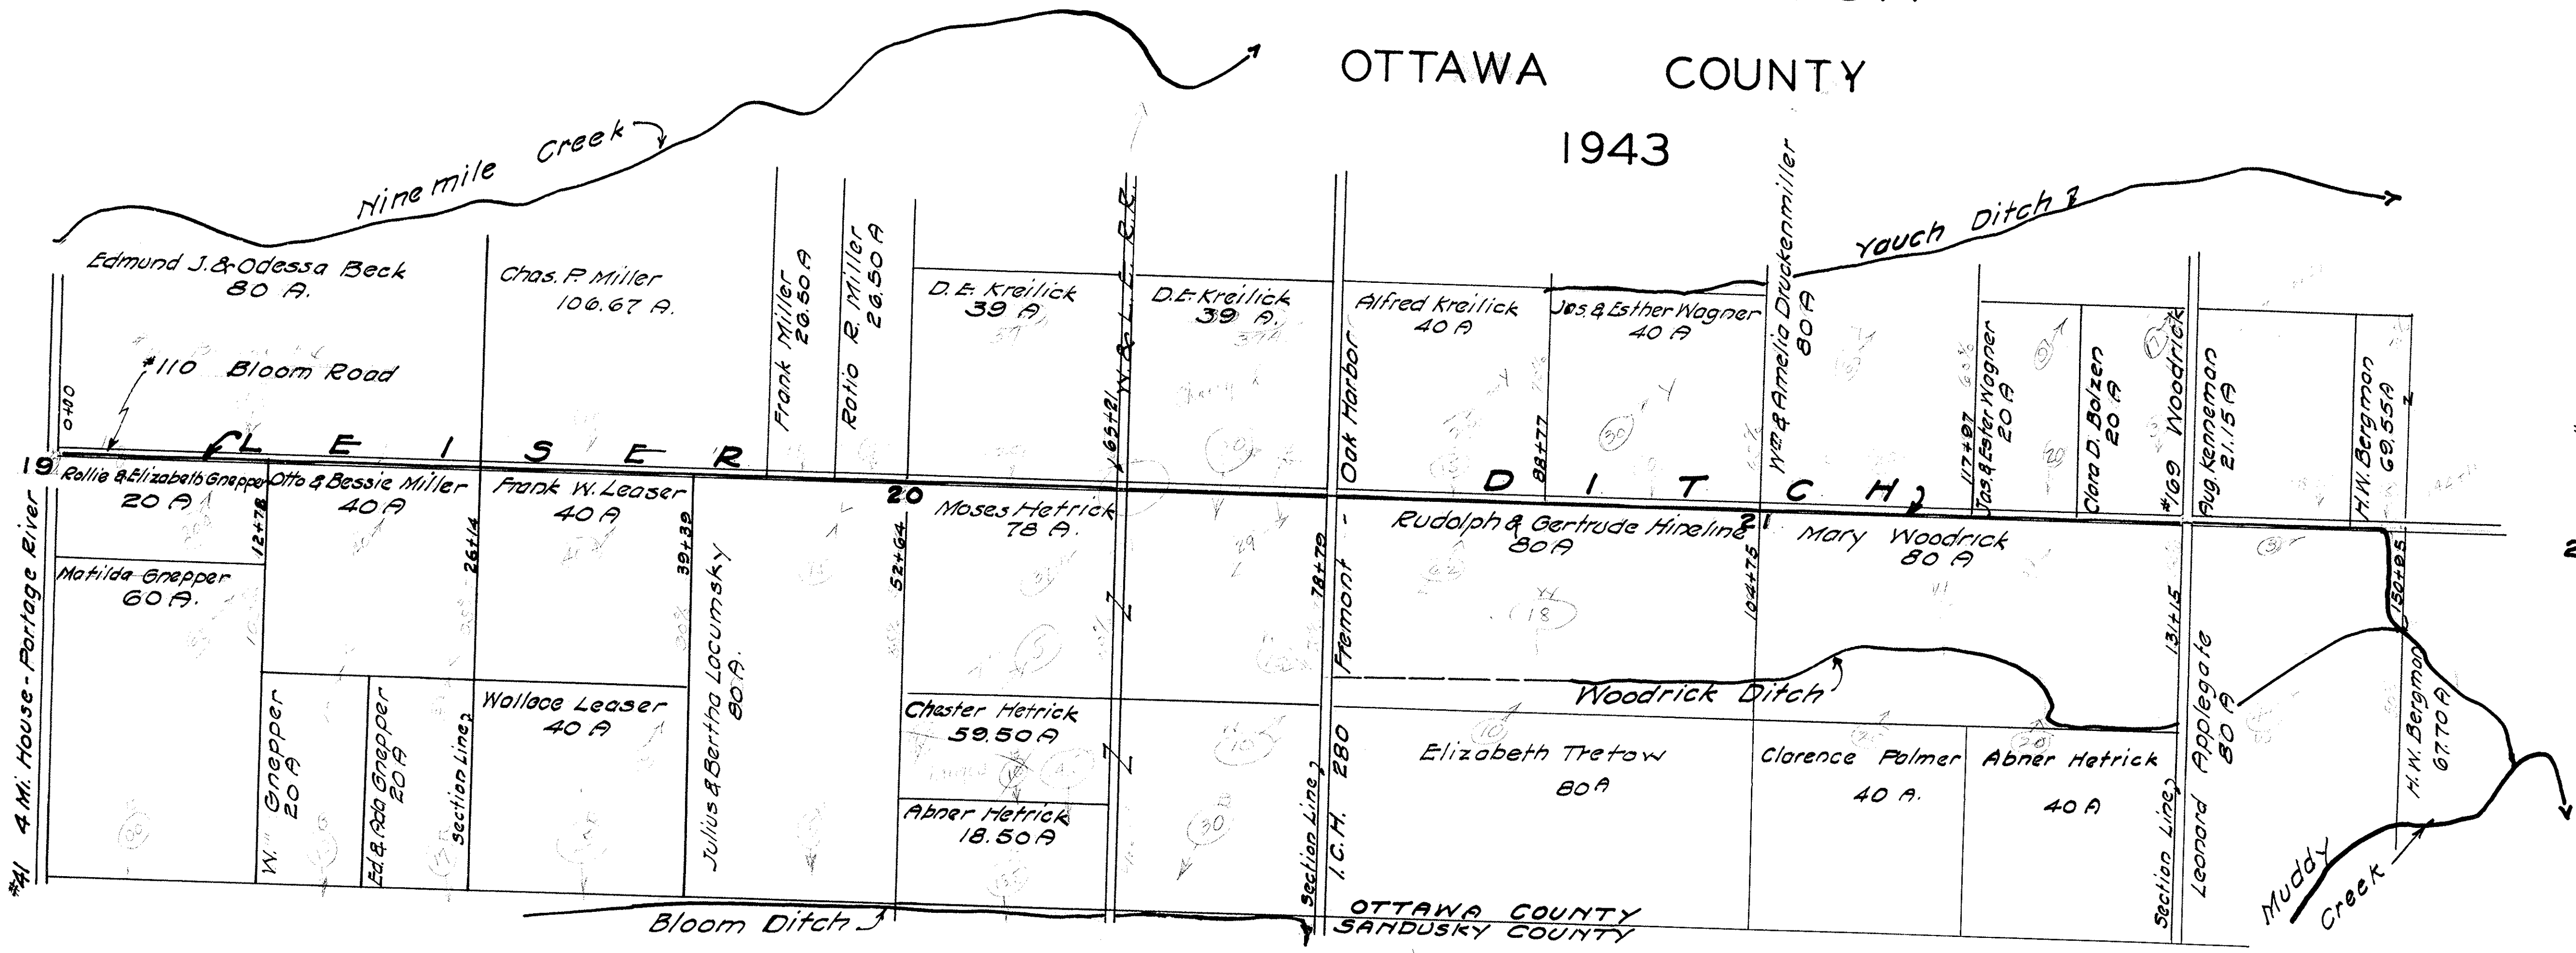 OTTAWA COUNTY
1943
Ninemile Creek
Yauch Ditch
Edmund J. & Odessa Beck
80 A.
Chas. P. Miller
106.67 A.
Frank Miller
26.50 A
Ratio R. Miller
26.50 A
D. E. Kreilick
39 A
W. & L. E. R.R.
D.E. Kreilick
39 A.
Alfred Kreilick
40 A
Jas. & Esther Wagner
40 A
Wm & Amelia Druckenmiller
80 A
Jas. & Ester Wagner
20 A
Clara D. Bolzen
20 A
#169 Woodrick
Aug. Kenneman
21.15 A
H.W. Bergman
69.55 A
#110 Bloom Road
0+00
65+21
Oak Harbor
88+77
117+97
LEISER DITCH
19
20
21
Rollie & Elizabeth Gnepper
20 A
12+78
Otto & Bessie Miller
40 A
26+14
Frank W. Leaser
40 A
39+39
Julius & Bertha Lacumsky
80 A.
52+64
Moses Hetrick
78 A.
78+79
Fremont -
Rudolph & Gertrude Hineline
80 A
104+75
Mary Woodrick
80 A
131+15
150+95
Matilda Gnepper
60 A.
#41 4 Mi. House - Portage River
W. Gnepper
20 A
Ed. & Ada Gnepper
20 A
Section Line
Wallace Leaser
40 A
Chester Hetrick
59.50 A
Abner Hetrick
18.50 A
Section Line
I. C. H. 280
Woodrick Ditch
Elizabeth Tretow
80 A
Clarence Palmer
40 A.
Abner Hetrick
40 A
Section Line
Leonard Applegate
80 A
H.W. Bergman
67.70 A
Muddy
Creek
Bloom Ditch
OTTAWA COUNTY
SANDUSKY COUNTY